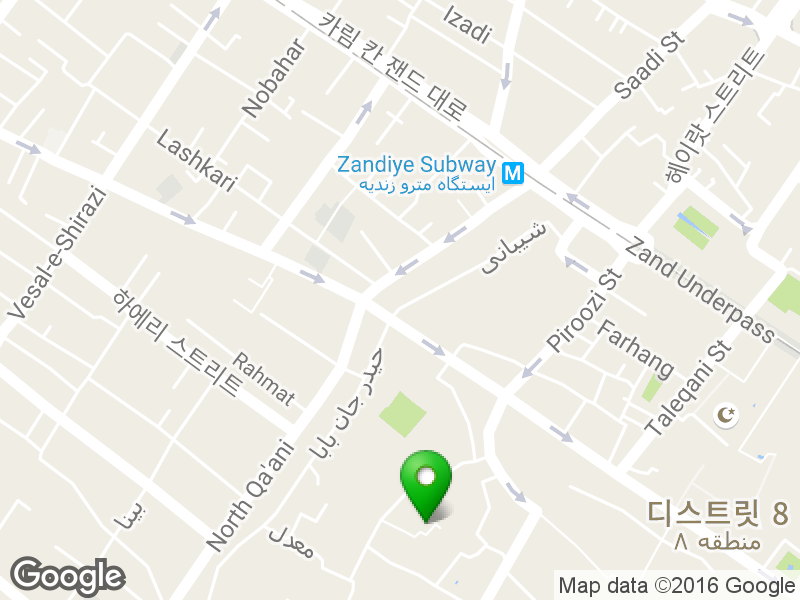 Izadi
카림 칸 잰드 대로
Saadi St
Nobahar
헤이랏 스트리트
Lashkari
Zandiye Subway
M
ایستگاه مترو زندیه
Vesal-e-Shirazi
شیبانی
Zand Underpass
Piroozi St
하에리 스트리트
Farhang
Rahmat
حیدر جان بابا
Taleqani St
North Qa'ani
بینا
معدل
디스트릿 8
منطقه ۸
Google
Map data ©2016 Google